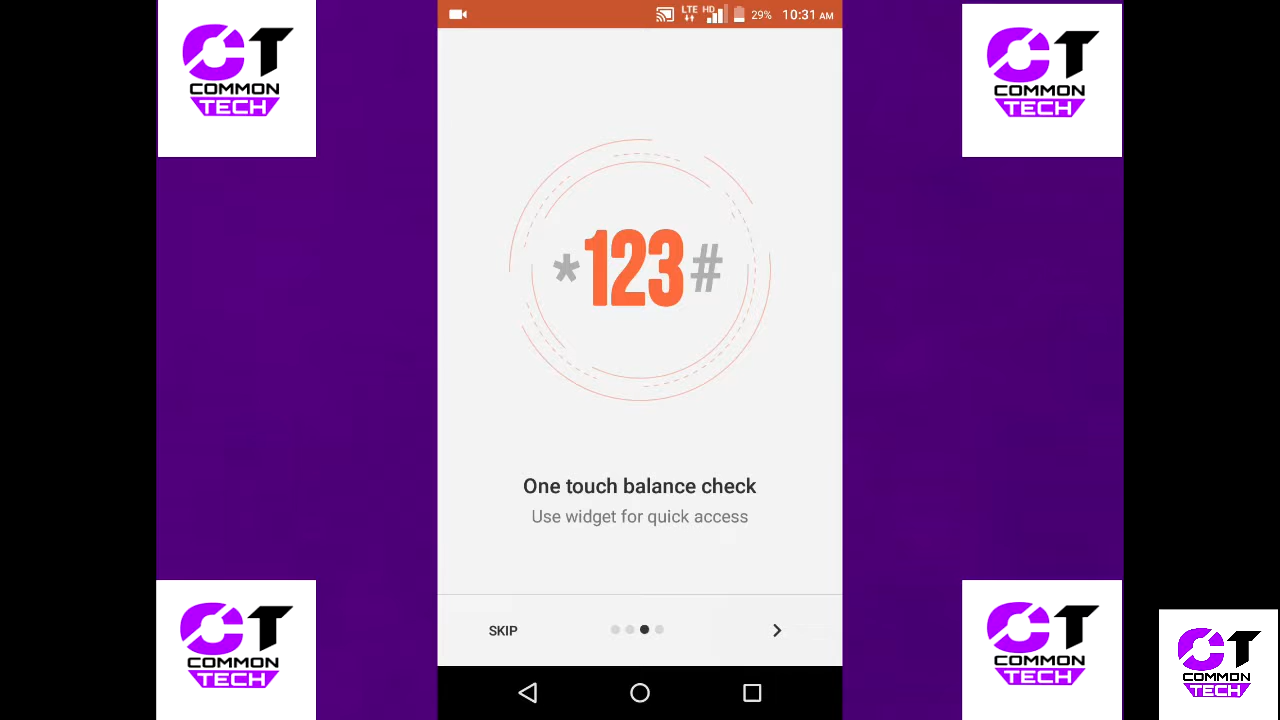 CT
COMMON
TECH
CT
COMMON
TECH
LTE HD 29% 10:31 AM
*123#
One touch balance check
Use widget for quick access
SKIP
CT
COMMON
TECH
CT
COMMON
TECH
CT
COMMON
TECH